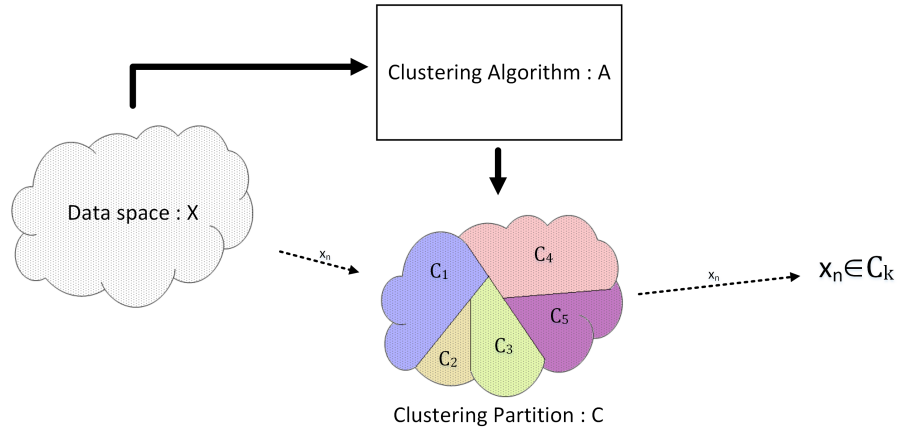 Clustering Algorithm : A
Data space : X
xₙ
C₁
C₄
C₂
C₃
C₅
xₙ
xₙ∈Cₖ
Clustering Partition : C